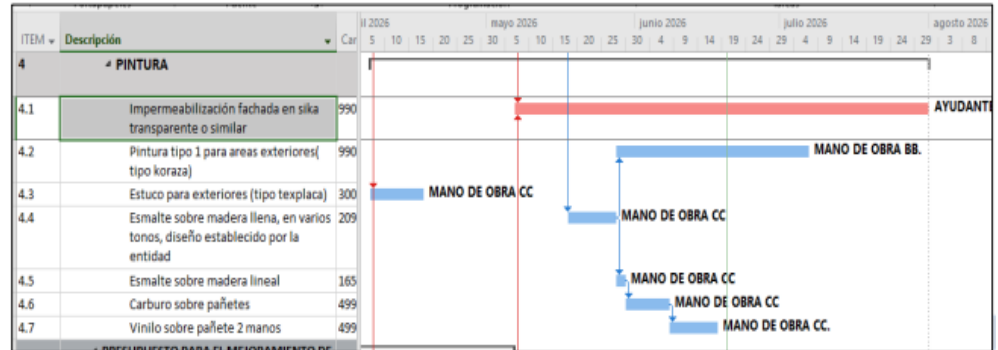 il 2026 mayo 2026 junio 2026 julio 2026 agosto 2026
ITEM Descripción Car 5 10 15 20 25 30 5 10 15 20 25 30 4 9 14 19 24 29 4 9 14 19 24 29 3 8
4 PINTURA
4.1 Impermeabilización fachada en sika 990 AYUDANTE
transparente o similar
4.2 Pintura tipo 1 para areas exteriores( 990 MANO DE OBRA BB.
tipo koraza)
4.3 Estuco para exteriores (tipo texplaca) 300 MANO DE OBRA CC
4.4 Esmalte sobre madera llena, en varios 209 MANO DE OBRA CC
tonos, diseño establecido por la
entidad
4.5 Esmalte sobre madera lineal 165 MANO DE OBRA CC
4.6 Carburo sobre pañetes 499 MANO DE OBRA CC
4.7 Vinilo sobre pañete 2 manos 499 MANO DE OBRA CC.
PRESUPUESTO PARA EL MEJORAMIENTO DE